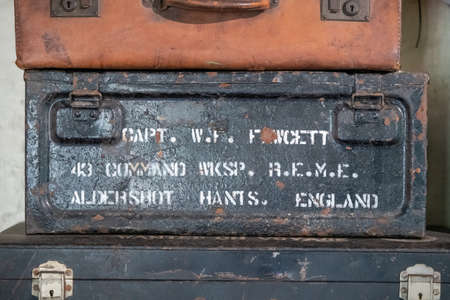 CAPT. W.F. FAWCETT
43 COMMAND WKSP. R.E.M.E.
ALDERSHOT HANTS. ENGLAND